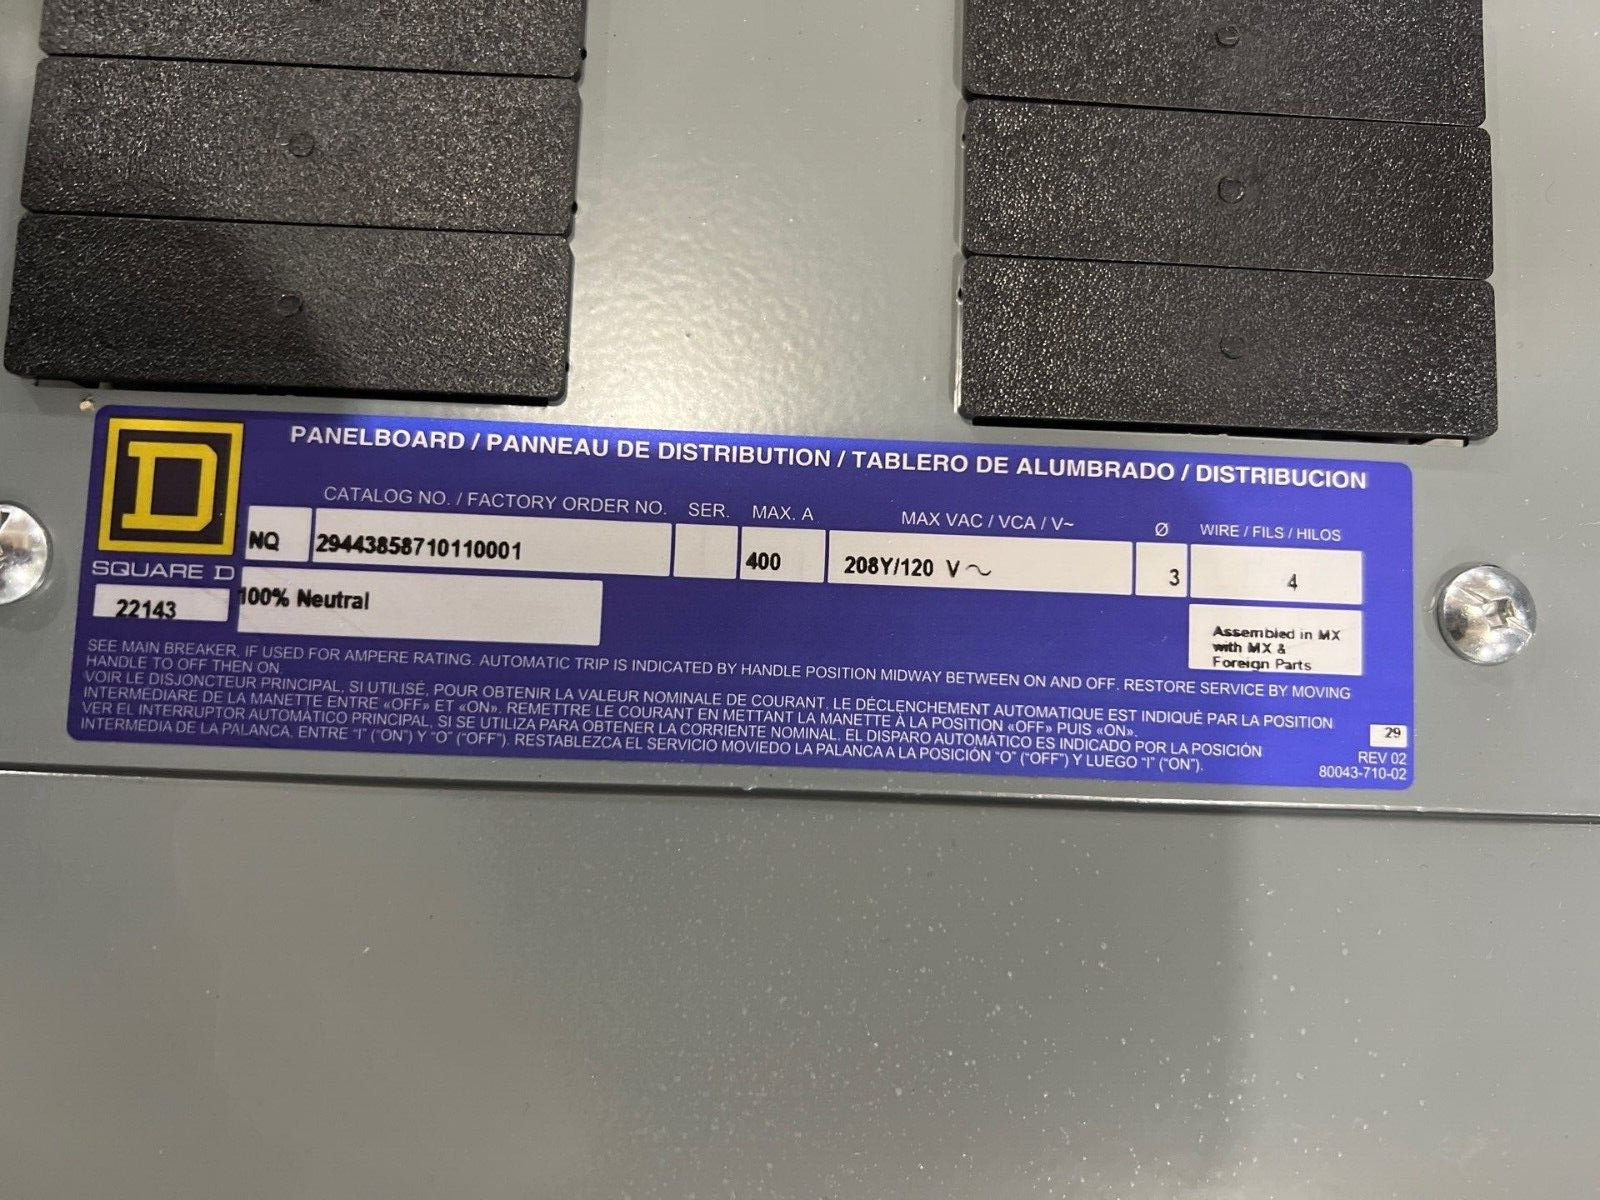 PANELBOARD / PANNEAU DE DISTRIBUTION / TABLERO DE ALUMBRADO / DISTRIBUCION
D
SQUARE D
CATALOG NO. / FACTORY ORDER NO. SER. MAX. A MAX VAC / VCA / V~ Ø WIRE / FILS / HILOS
NQ 29443858710110001 400 208Y/120 V ~ 3 4
22143 100% Neutral
Assembled in MX
with MX &
Foreign Parts
SEE MAIN BREAKER, IF USED FOR AMPERE RATING. AUTOMATIC TRIP IS INDICATED BY HANDLE POSITION MIDWAY BETWEEN ON AND OFF. RESTORE SERVICE BY MOVING
HANDLE TO OFF THEN ON.
VOIR LE DISJONCTEUR PRINCIPAL, SI UTILISÉ, POUR OBTENIR LA VALEUR NOMINALE DE COURANT. LE DÉCLENCHEMENT AUTOMATIQUE EST INDIQUÉ PAR LA POSITION
INTERMÉDIARE DE LA MANETTE ENTRE «OFF» ET «ON». REMETTRE LE COURANT EN METTANT LA MANETTE À LA POSITION «OFF» PUIS «ON».
VER EL INTERRUPTOR AUTOMÁTICO PRINCIPAL, SI SE UTILIZA PARA OBTENER LA CORRIENTE NOMINAL. EL DISPARO AUTOMÁTICO ES INDICADO POR LA POSICIÓN
INTERMEDIA DE LA PALANCA. ENTRE "I" ("ON") Y "O" ("OFF"). RESTABLEZCA EL SERVICIO MOVIEDO LA PALANCA A LA POSICIÓN "O" ("OFF") Y LUEGO "I" ("ON").
29
REV 02
80043-710-02